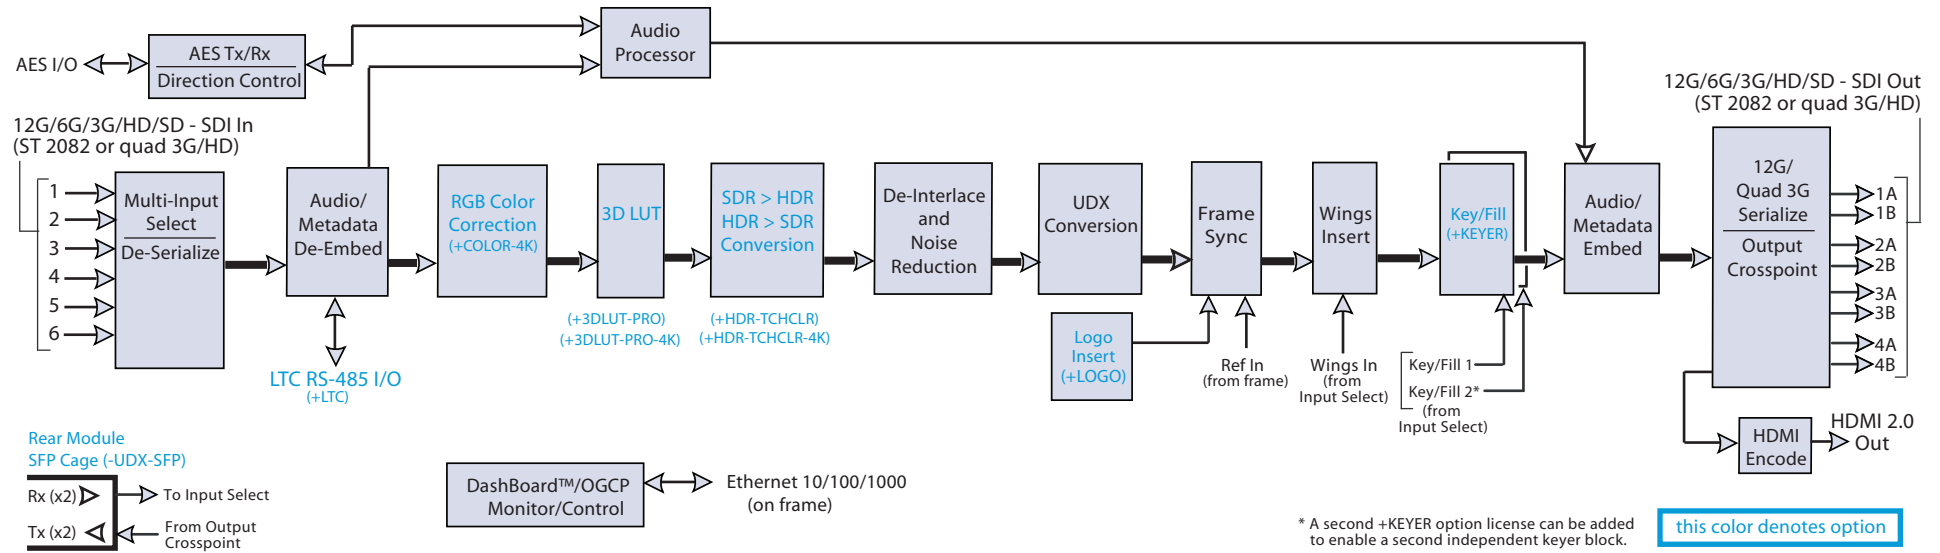 AES I/O
AES Tx/Rx
Direction Control
Audio
Processor
12G/6G/3G/HD/SD - SDI In
(ST 2082 or quad 3G/HD)
1
2
3
4
5
6
Multi-Input
Select
De-Serialize
Audio/
Metadata
De-Embed
LTC RS-485 I/O
(+LTC)
RGB Color
Correction
(+COLOR-4K)
3D LUT
(+3DLUT-PRO)
(+3DLUT-PRO-4K)
SDR > HDR
HDR > SDR
Conversion
(+HDR-TCHCLR)
(+HDR-TCHCLR-4K)
De-Interlace
and
Noise
Reduction
UDX
Conversion
Logo
Insert
(+LOGO)
Frame
Sync
Ref In
(from frame)
Wings
Insert
Wings In
(from
Input Select)
Key/Fill
(+KEYER)
Key/Fill 1
Key/Fill 2*
(from
Input Select)
Audio/
Metadata
Embed
12G/6G/3G/HD/SD - SDI Out
(ST 2082 or quad 3G/HD)
12G/
Quad 3G
Serialize
Output
Crosspoint
1A
1B
2A
2B
3A
3B
4A
4B
HDMI
Encode
HDMI 2.0
Out
Rear Module
SFP Cage (-UDX-SFP)
Rx (x2)
To Input Select
Tx (x2)
From Output
Crosspoint
DashBoard™/OGCP
Monitor/Control
Ethernet 10/100/1000
(on frame)
* A second +KEYER option license can be added
to enable a second independent keyer block.
this color denotes option